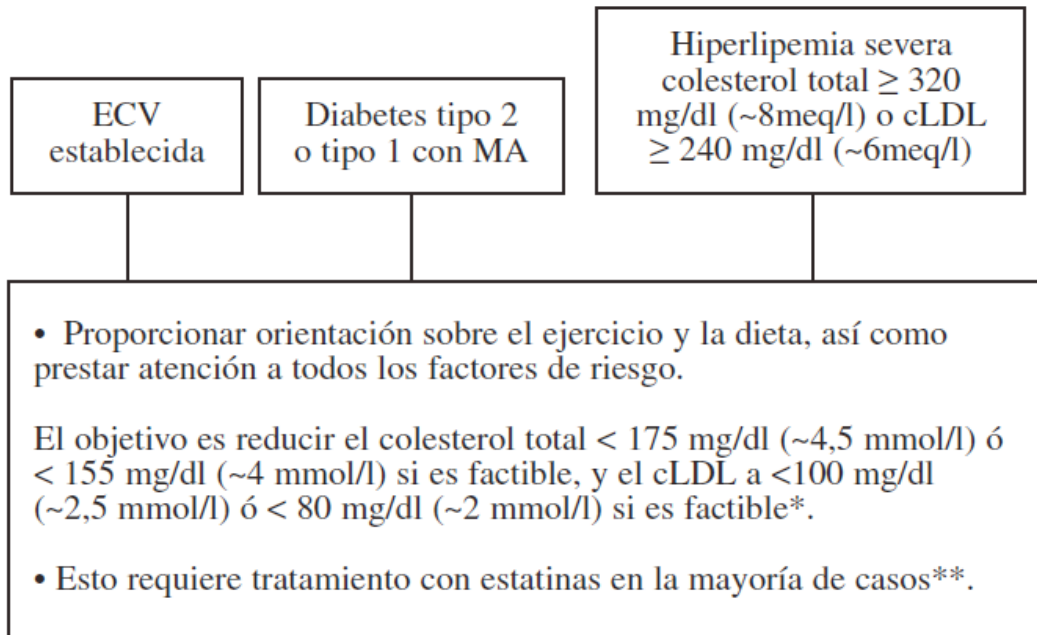 ECV
establecida
Diabetes tipo 2
o tipo 1 con MA
Hiperlipemia severa
colesterol total ≥ 320
mg/dl (~8meq/l) o cLDL
≥ 240 mg/dl (~6meq/l)
• Proporcionar orientación sobre el ejercicio y la dieta, así como
prestar atención a todos los factores de riesgo.
El objetivo es reducir el colesterol total < 175 mg/dl (~4,5 mmol/l) ó
< 155 mg/dl (~4 mmol/l) si es factible, y el cLDL a <100 mg/dl
(~2,5 mmol/l) ó < 80 mg/dl (~2 mmol/l) si es factible*.
• Esto requiere tratamiento con estatinas en la mayoría de casos**.